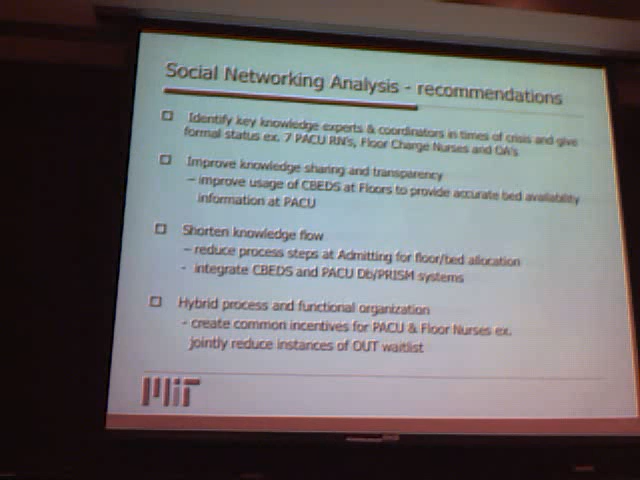 Social Networking Analysis - recommendations
Identify key knowledge experts & coordinators in times of crisis and give
formal status ex. 7 PACU RN's, Floor Charge Nurses and OA's
Improve knowledge sharing and transparency
– improve usage of CBEDS at Floors to provide accurate bed availability
information at PACU
Shorten knowledge flow
– reduce process steps at Admitting for floor/bed allocation
- integrate CBEDS and PACU Db/PRISM systems
Hybrid process and functional organization
- create common incentives for PACU & Floor Nurses ex.
jointly reduce instances of OUT waitlist
MIT